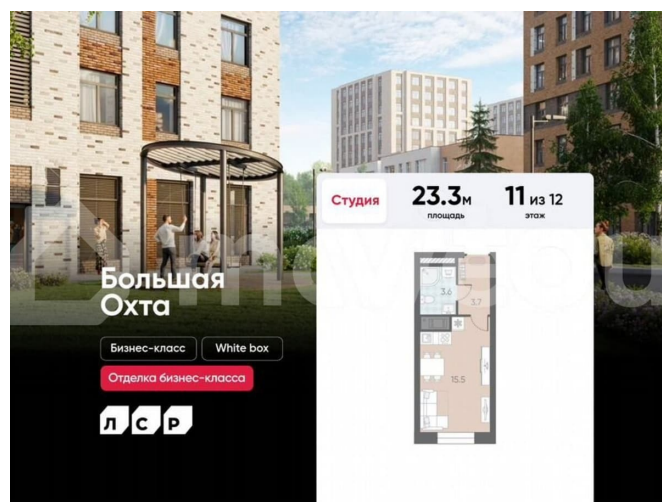 Студия
23.3м
площадь
11 из 12
этаж
3.6
3.7
15.5
Большая
Охта
Бизнес-класс
White box
Отделка бизнес-класса
ЛСР